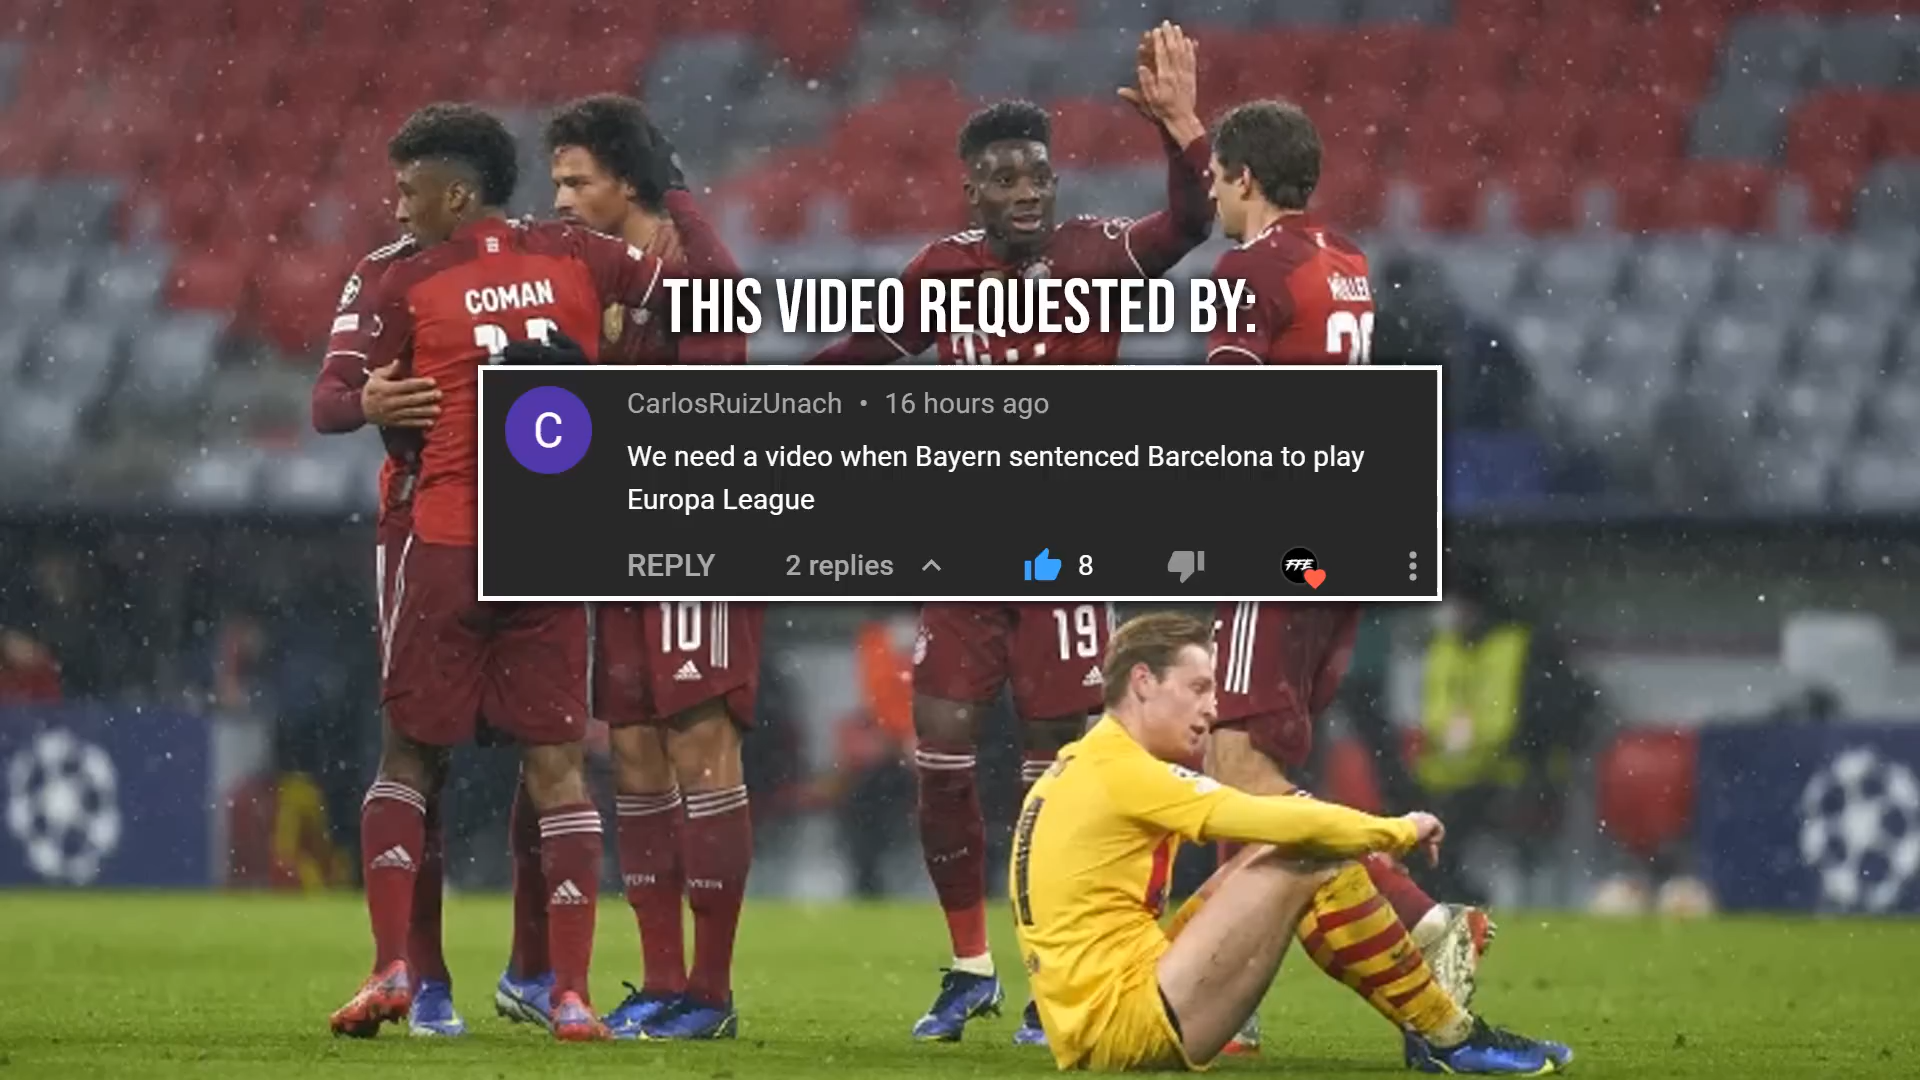 COMAN
THIS VIDEO REQUESTED BY:
CarlosRuizUnach • 16 hours ago
C
We need a video when Bayern sentenced Barcelona to play
Europa League
REPLY 2 replies 8
FFE
10
19